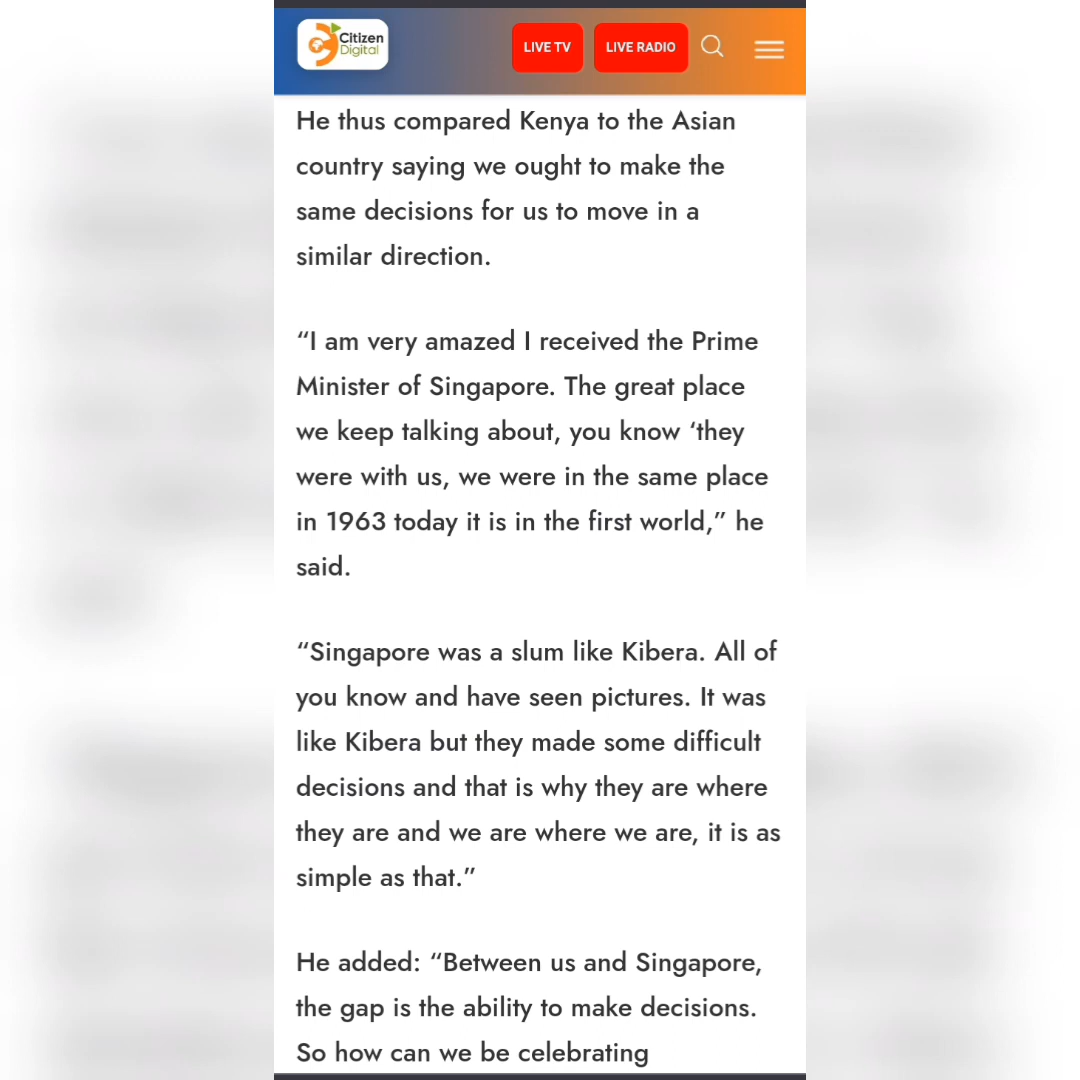 Citizen
Digital
LIVE TV
LIVE RADIO
He thus compared Kenya to the Asian
country saying we ought to make the
same decisions for us to move in a
similar direction.
“I am very amazed I received the Prime
Minister of Singapore. The great place
we keep talking about, you know ‘they
were with us, we were in the same place
in 1963 today it is in the first world,” he
said.
“Singapore was a slum like Kibera. All of
you know and have seen pictures. It was
like Kibera but they made some difficult
decisions and that is why they are where
they are and we are where we are, it is as
simple as that.”
He added: “Between us and Singapore,
the gap is the ability to make decisions.
So how can we be celebrating